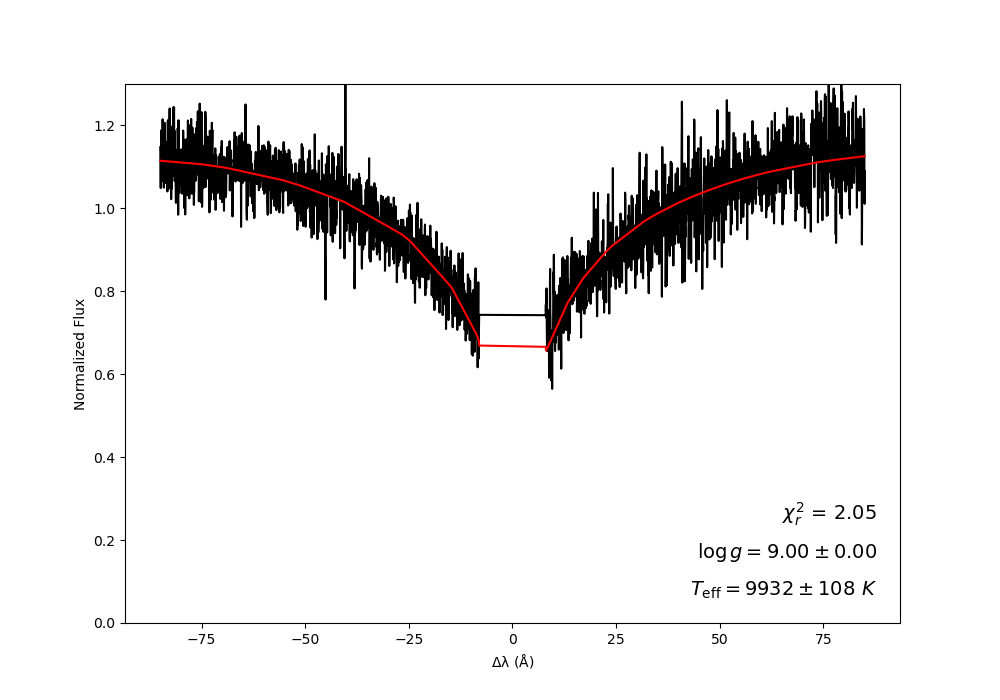 1.2
1.0
0.8
0.6
0.4
0.2
0.0
Normalized Flux
−75
−50
−25
0
25
50
75
Δλ (Å)
χ²ᵣ = 2.05
log g = 9.00 ± 0.00
T_eff = 9932 ± 108 K